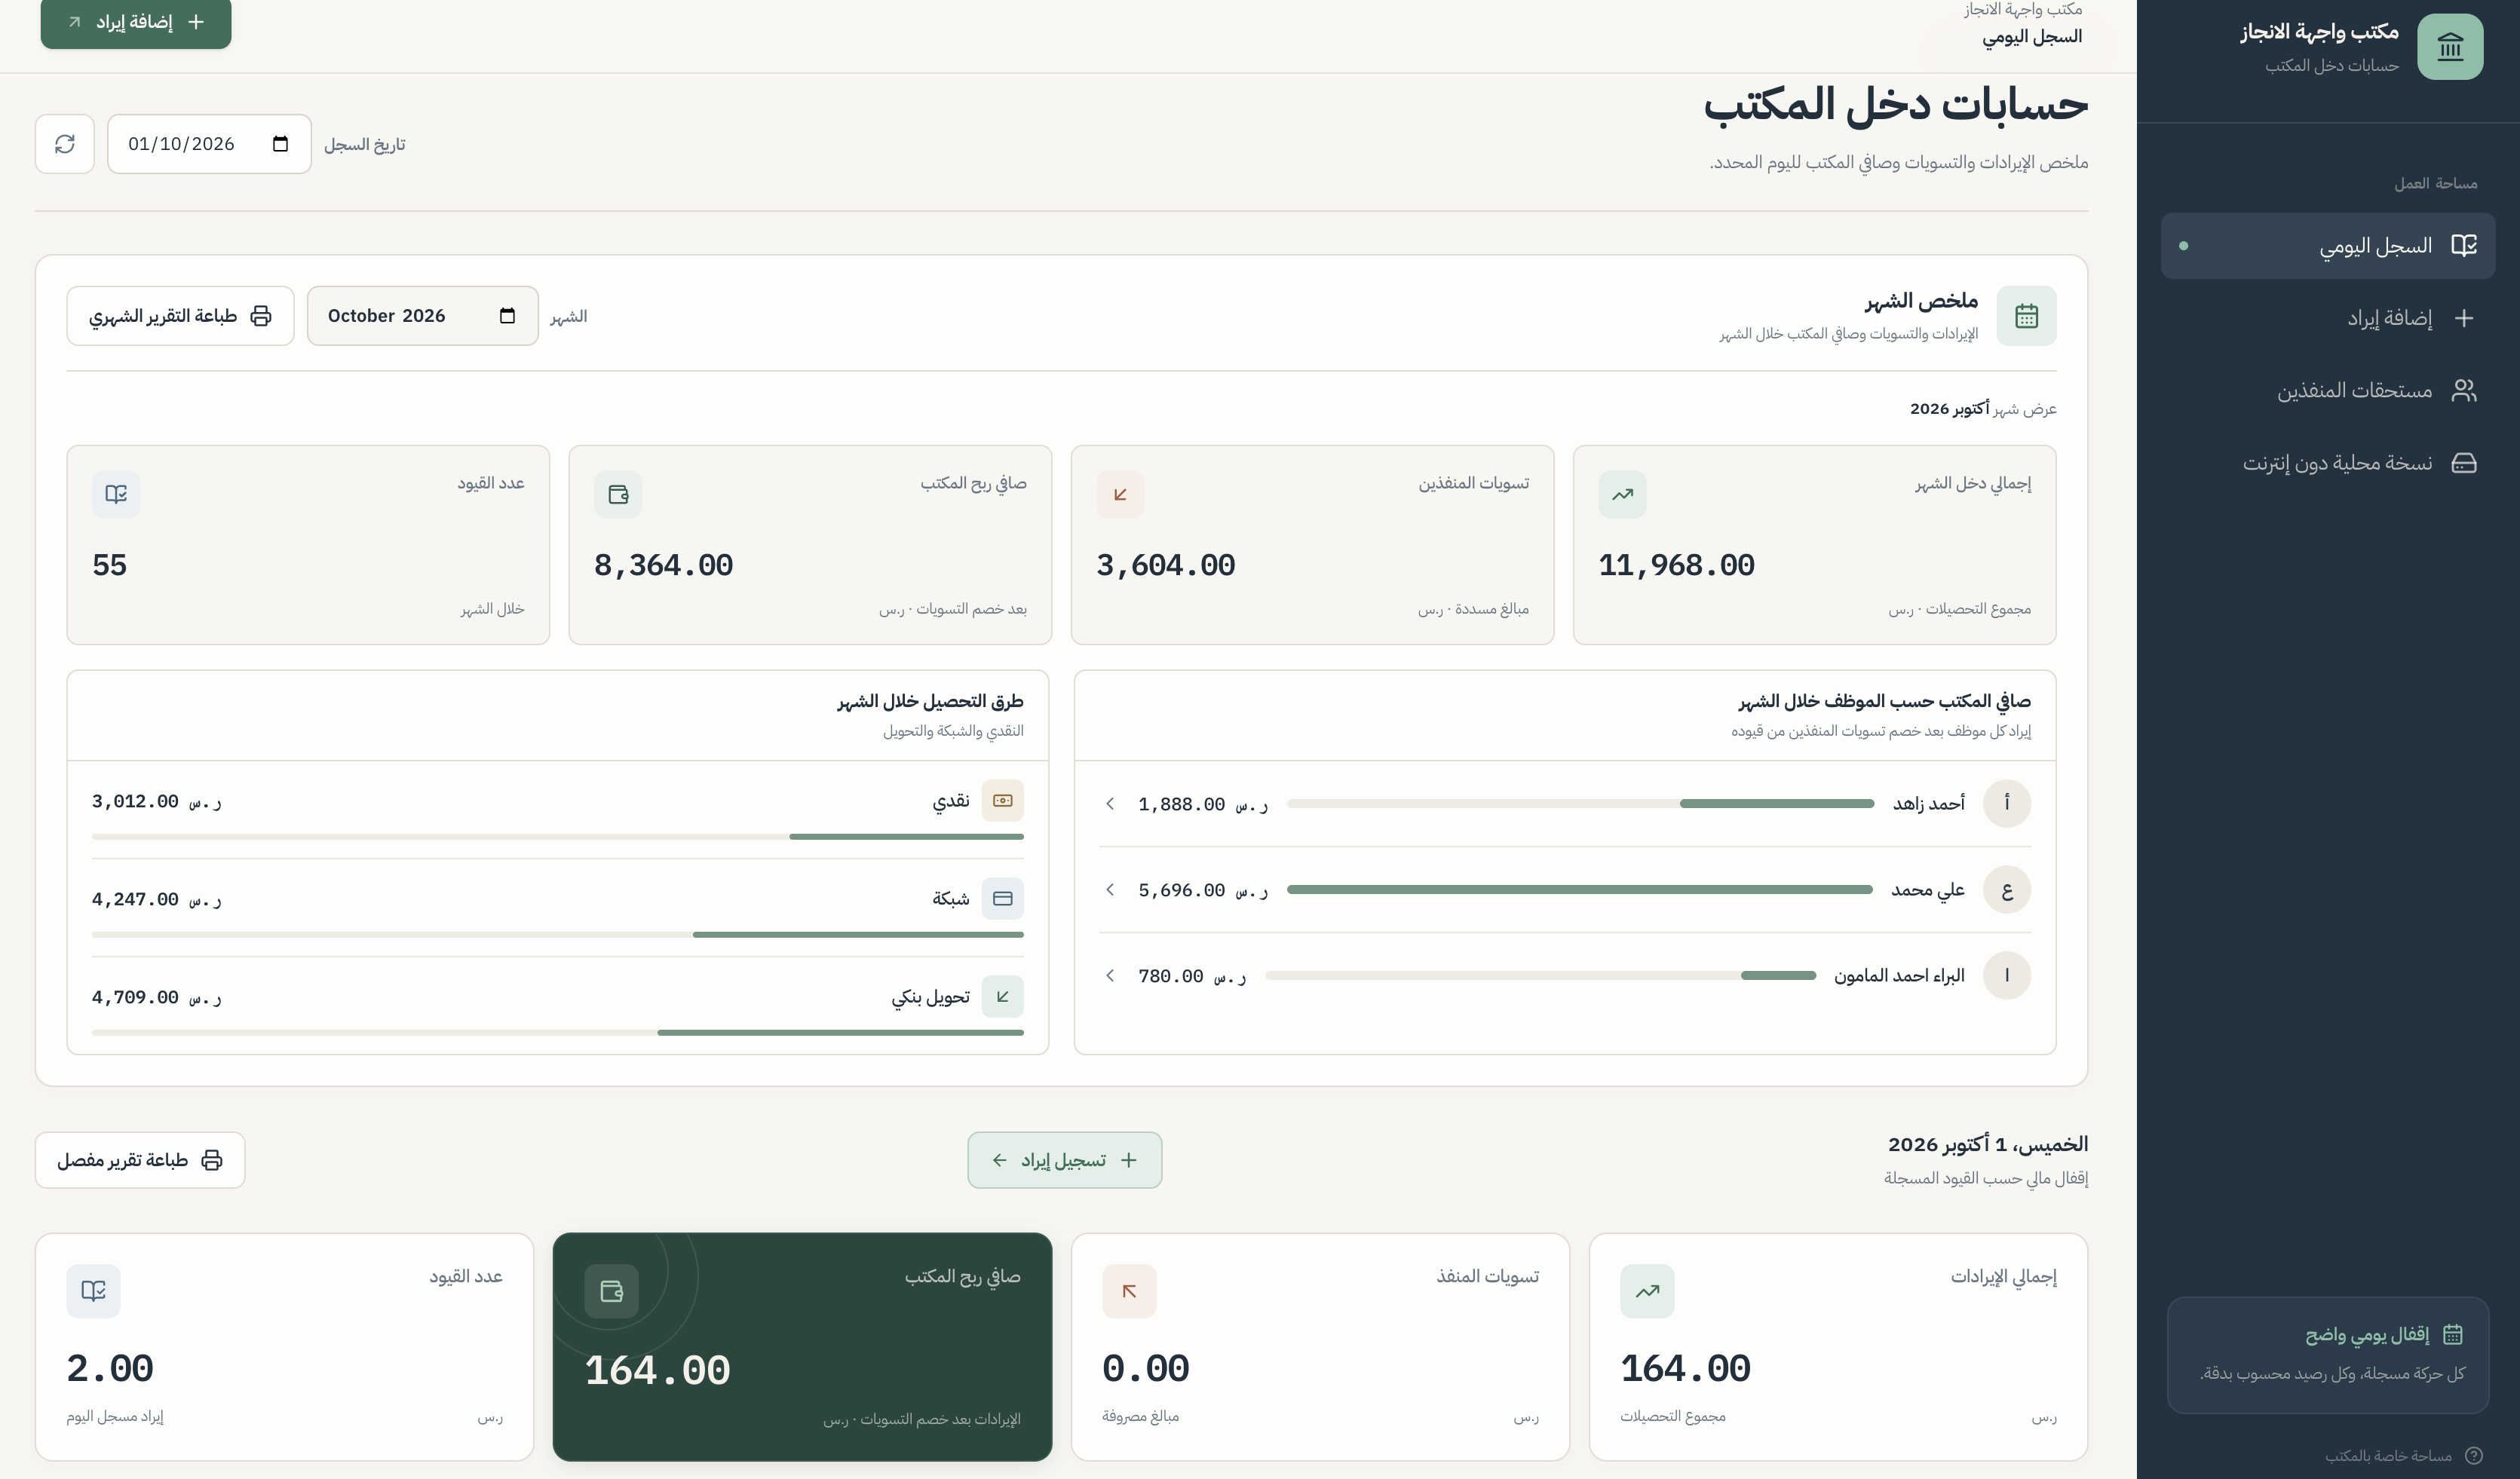 مكتب واجهة الانجاز
حسابات دخل المكتب
مساحة العمل
السجل اليومي
إضافة إيراد
مستحقات المنفذين
نسخة محلية دون إنترنت
إقفال يومي واضح
كل حركة مسجلة، وكل رصيد محسوب بدقة.
مساحة خاصة بالمكتب
مكتب واجهة الانجاز
السجل اليومي
إضافة إيراد
حسابات دخل المكتب
ملخص الإيرادات والتسويات وصافي المكتب لليوم المحدد.
تاريخ السجل
01/10/2026
ملخص الشهر
الإيرادات والتسويات وصافي المكتب خلال الشهر
الشهر
October 2026
طباعة التقرير الشهري
عرض شهر أكتوبر 2026
إجمالي دخل الشهر
11,968.00
مجموع التحصيلات · ر.س
تسويات المنفذين
3,604.00
مبالغ مسددة · ر.س
صافي ربح المكتب
8,364.00
بعد خصم التسويات · ر.س
عدد القيود
55
خلال الشهر
صافي المكتب حسب الموظف خلال الشهر
إيراد كل موظف بعد خصم تسويات المنفذين من قيوده
أ أحمد زاهد 1,888.00 ر.س
ع علي محمد 5,696.00 ر.س
ا البراء احمد المامون 780.00 ر.س
طرق التحصيل خلال الشهر
النقدي والشبكة والتحويل
نقدي 3,012.00 ر.س
شبكة 4,247.00 ر.س
تحويل بنكي 4,709.00 ر.س
الخميس، 1 أكتوبر 2026
إقفال مالي حسب القيود المسجلة
تسجيل إيراد
طباعة تقرير مفصل
إجمالي الإيرادات
164.00
ر.س مجموع التحصيلات
تسويات المنفذ
0.00
ر.س مبالغ مصروفة
صافي ربح المكتب
164.00
الإيرادات بعد خصم التسويات · ر.س
عدد القيود
2.00
ر.س إيراد مسجل اليوم